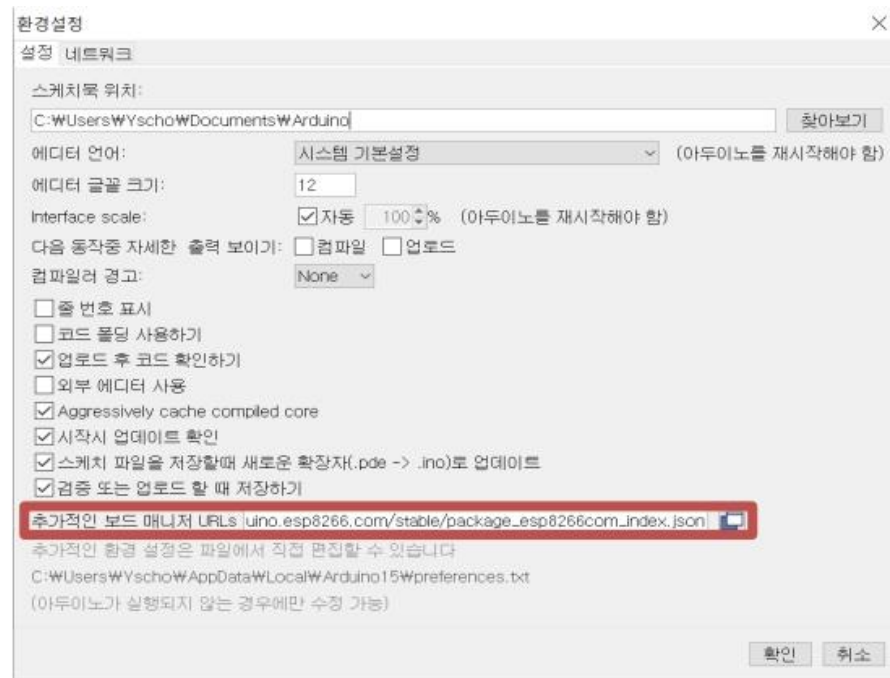 환경설정
설정 네트워크
스케치북 위치:
C:₩Users₩Yscho₩Documents₩Arduino 찾아보기
에디터 언어: 시스템 기본설정 (아두이노를 재시작해야 함)
에디터 글꼴 크기: 12
Interface scale: 자동 100 % (아두이노를 재시작해야 함)
다음 동작중 자세한 출력 보이기: 컴파일 업로드
컴파일러 경고: None
줄 번호 표시
코드 폴딩 사용하기
업로드 후 코드 확인하기
외부 에디터 사용
Aggressively cache compiled core
시작시 업데이트 확인
스케치 파일을 저장할때 새로운 확장자(.pde -> .ino)로 업데이트
검증 또는 업로드 할 때 저장하기
추가적인 보드 매니저 URLs uino.esp8266.com/stable/package_esp8266com_index.json
추가적인 환경 설정은 파일에서 직접 편집할 수 있습니다
C:₩Users₩Yscho₩AppData₩Local₩Arduino15₩preferences.txt
(아두이노가 실행되지 않는 경우에만 수정 가능)
확인 취소